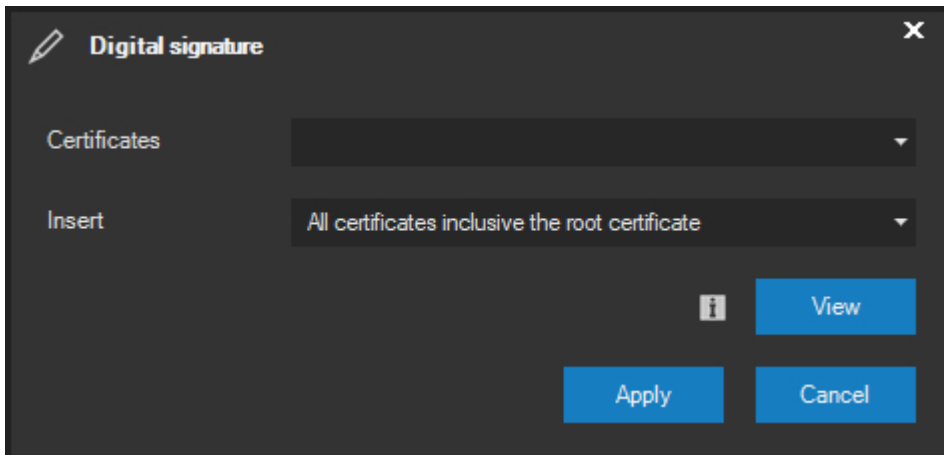 Digital signature
Certificates
Insert
All certificates inclusive the root certificate
View
Apply
Cancel